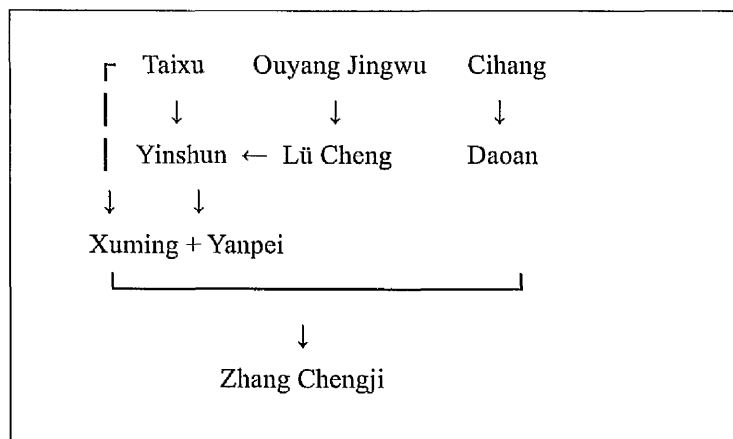 Taixu Ouyang Jingwu Cihang
↓ ↓ ↓
Yinshun ← Lü Cheng Daoan
↓ ↓
Xuming + Yanpei
↓
Zhang Chengji